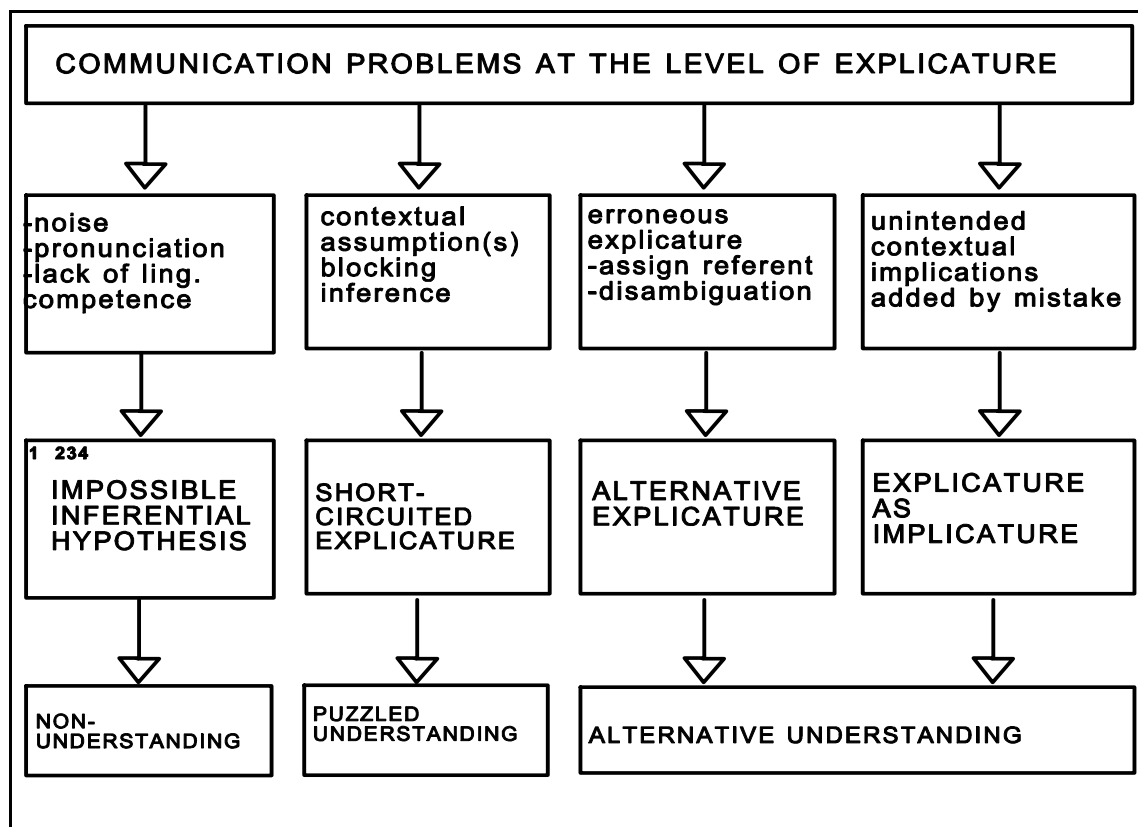 COMMUNICATION PROBLEMS AT THE LEVEL OF EXPLICATURE
-noise
-pronunciation
-lack of ling.
competence
contextual
assumption(s)
blocking
inference
erroneous
explicature
-assign referent
-disambiguation
unintended
contextual
implications
added by mistake
1 234
IMPOSSIBLE
INFERENTIAL
HYPOTHESIS
SHORT-
CIRCUITED
EXPLICATURE
ALTERNATIVE
EXPLICATURE
EXPLICATURE
AS
IMPLICATURE
NON-
UNDERSTANDING
PUZZLED
UNDERSTANDING
ALTERNATIVE UNDERSTANDING